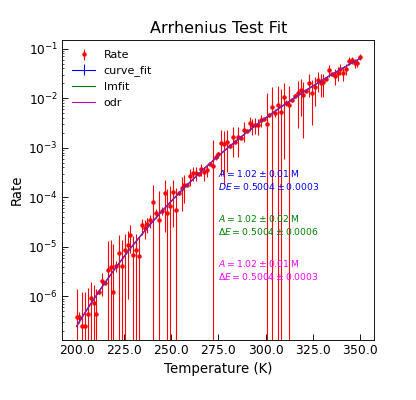 Arrhenius Test Fit
Rate
curve_fit
lmfit
odr
A = 1.02 ± 0.01 M
DE = 0.5004 ± 0.0003
A = 1.02 ± 0.02 M
ΔE = 0.5004 ± 0.0006
A = 1.02 ± 0.01 M
ΔE = 0.5004 ± 0.0003
Rate
10⁻¹
10⁻²
10⁻³
10⁻⁴
10⁻⁵
10⁻⁶
200.0 225.0 250.0 275.0 300.0 325.0 350.0
Temperature (K)